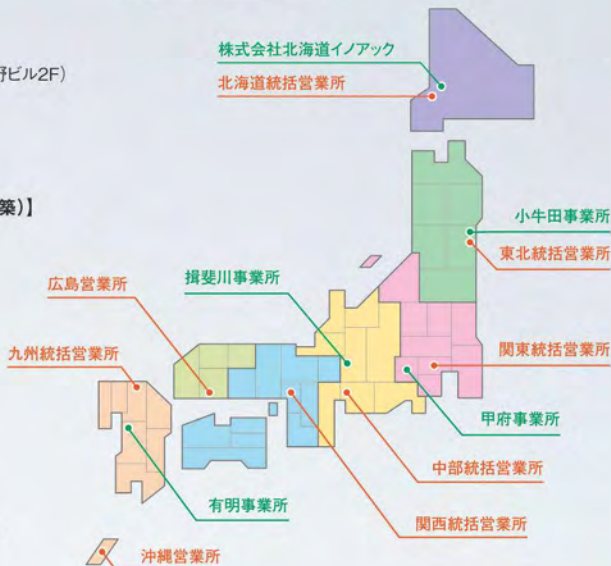 株式会社北海道イノアック
野ビル2F)
北海道統括営業所
築)】
小牛田事業所
東北統括営業所
揖斐川事業所
広島営業所
関東統括営業所
九州統括営業所
甲府事業所
中部統括営業所
有明事業所
関西統括営業所
沖縄営業所